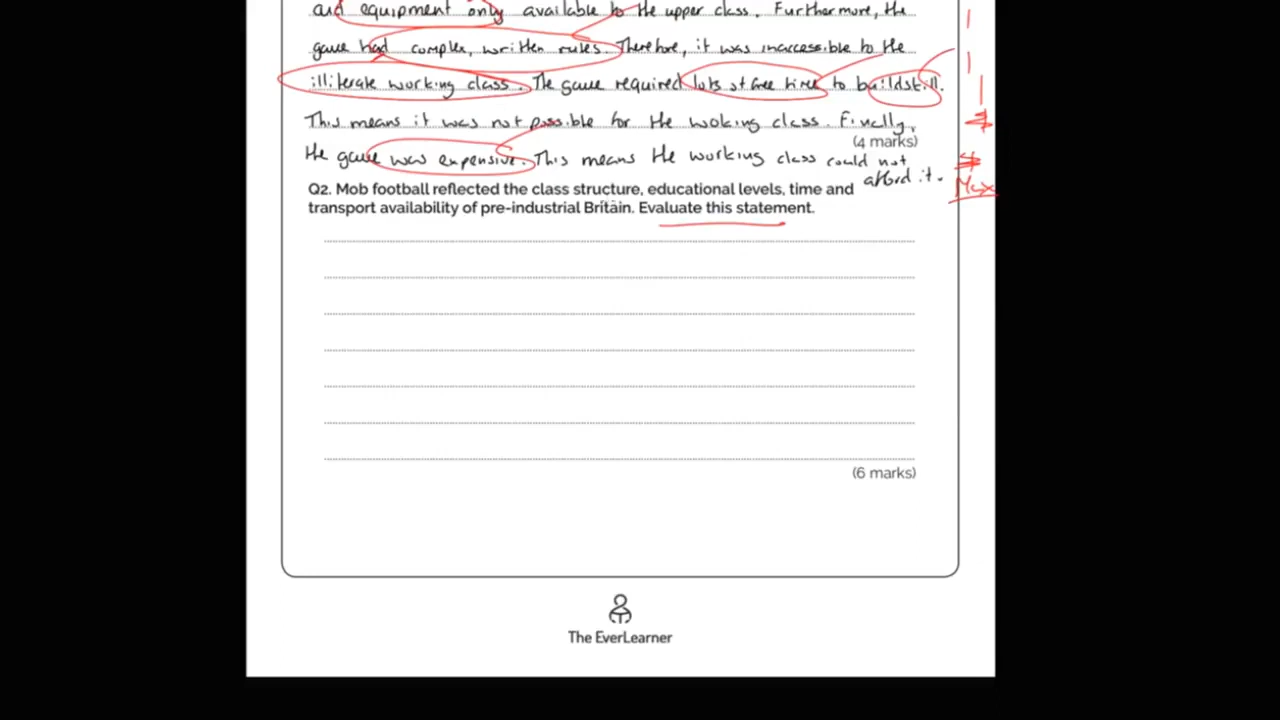 and equipment only available to the upper class. Furthermore, the
game had complex, written rules. Therefore, it was inaccessible to the
illiterate working class. The game required lots of free time to build skill.
This means it was not possible for the woking class. Finally,
(4 marks)
the game was expensive. This means the working class could not
afford it.
Max
Q2. Mob football reflected the class structure, educational levels, time and
transport availability of pre-industrial Britain. Evaluate this statement.
(6 marks)
The EverLearner